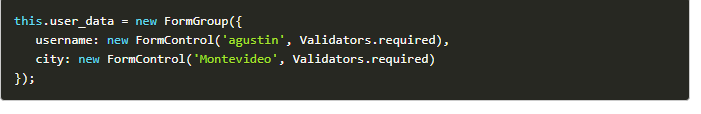 this.user_data = new FormGroup({
username: new FormControl('agustin', Validators.required),
city: new FormControl('Montevideo', Validators.required)
});